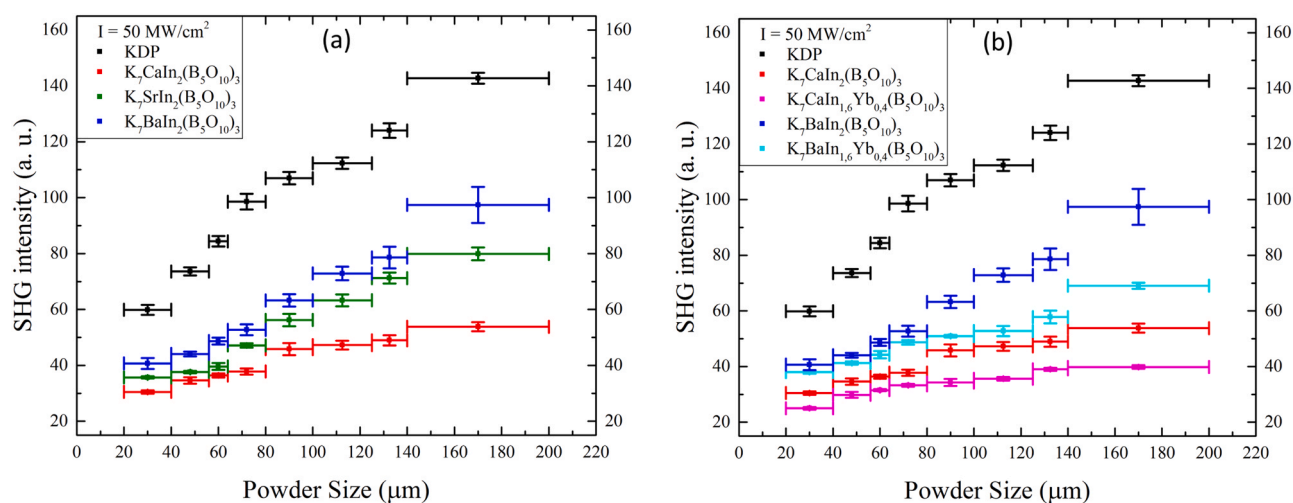 (a)
I = 50 MW/cm²
KDP
K₇CaIn₂(B₅O₁₀)₃
K₇SrIn₂(B₅O₁₀)₃
K₇BaIn₂(B₅O₁₀)₃
SHG intensity (a. u.)
160
140
120
100
80
60
40
20
160
140
120
100
80
60
40
20
0 20 40 60 80 100 120 140 160 180 200 220
Powder Size (μm)
(b)
I = 50 MW/cm²
KDP
K₇CaIn₂(B₅O₁₀)₃
K₇CaIn₁,₆Yb₀,₄(B₅O₁₀)₃
K₇BaIn₂(B₅O₁₀)₃
K₇BaIn₁,₆Yb₀,₄(B₅O₁₀)₃
SHG intensity (a. u.)
160
140
120
100
80
60
40
20
160
140
120
100
80
60
40
20
0 20 40 60 80 100 120 140 160 180 200 220
Powder Size (μm)